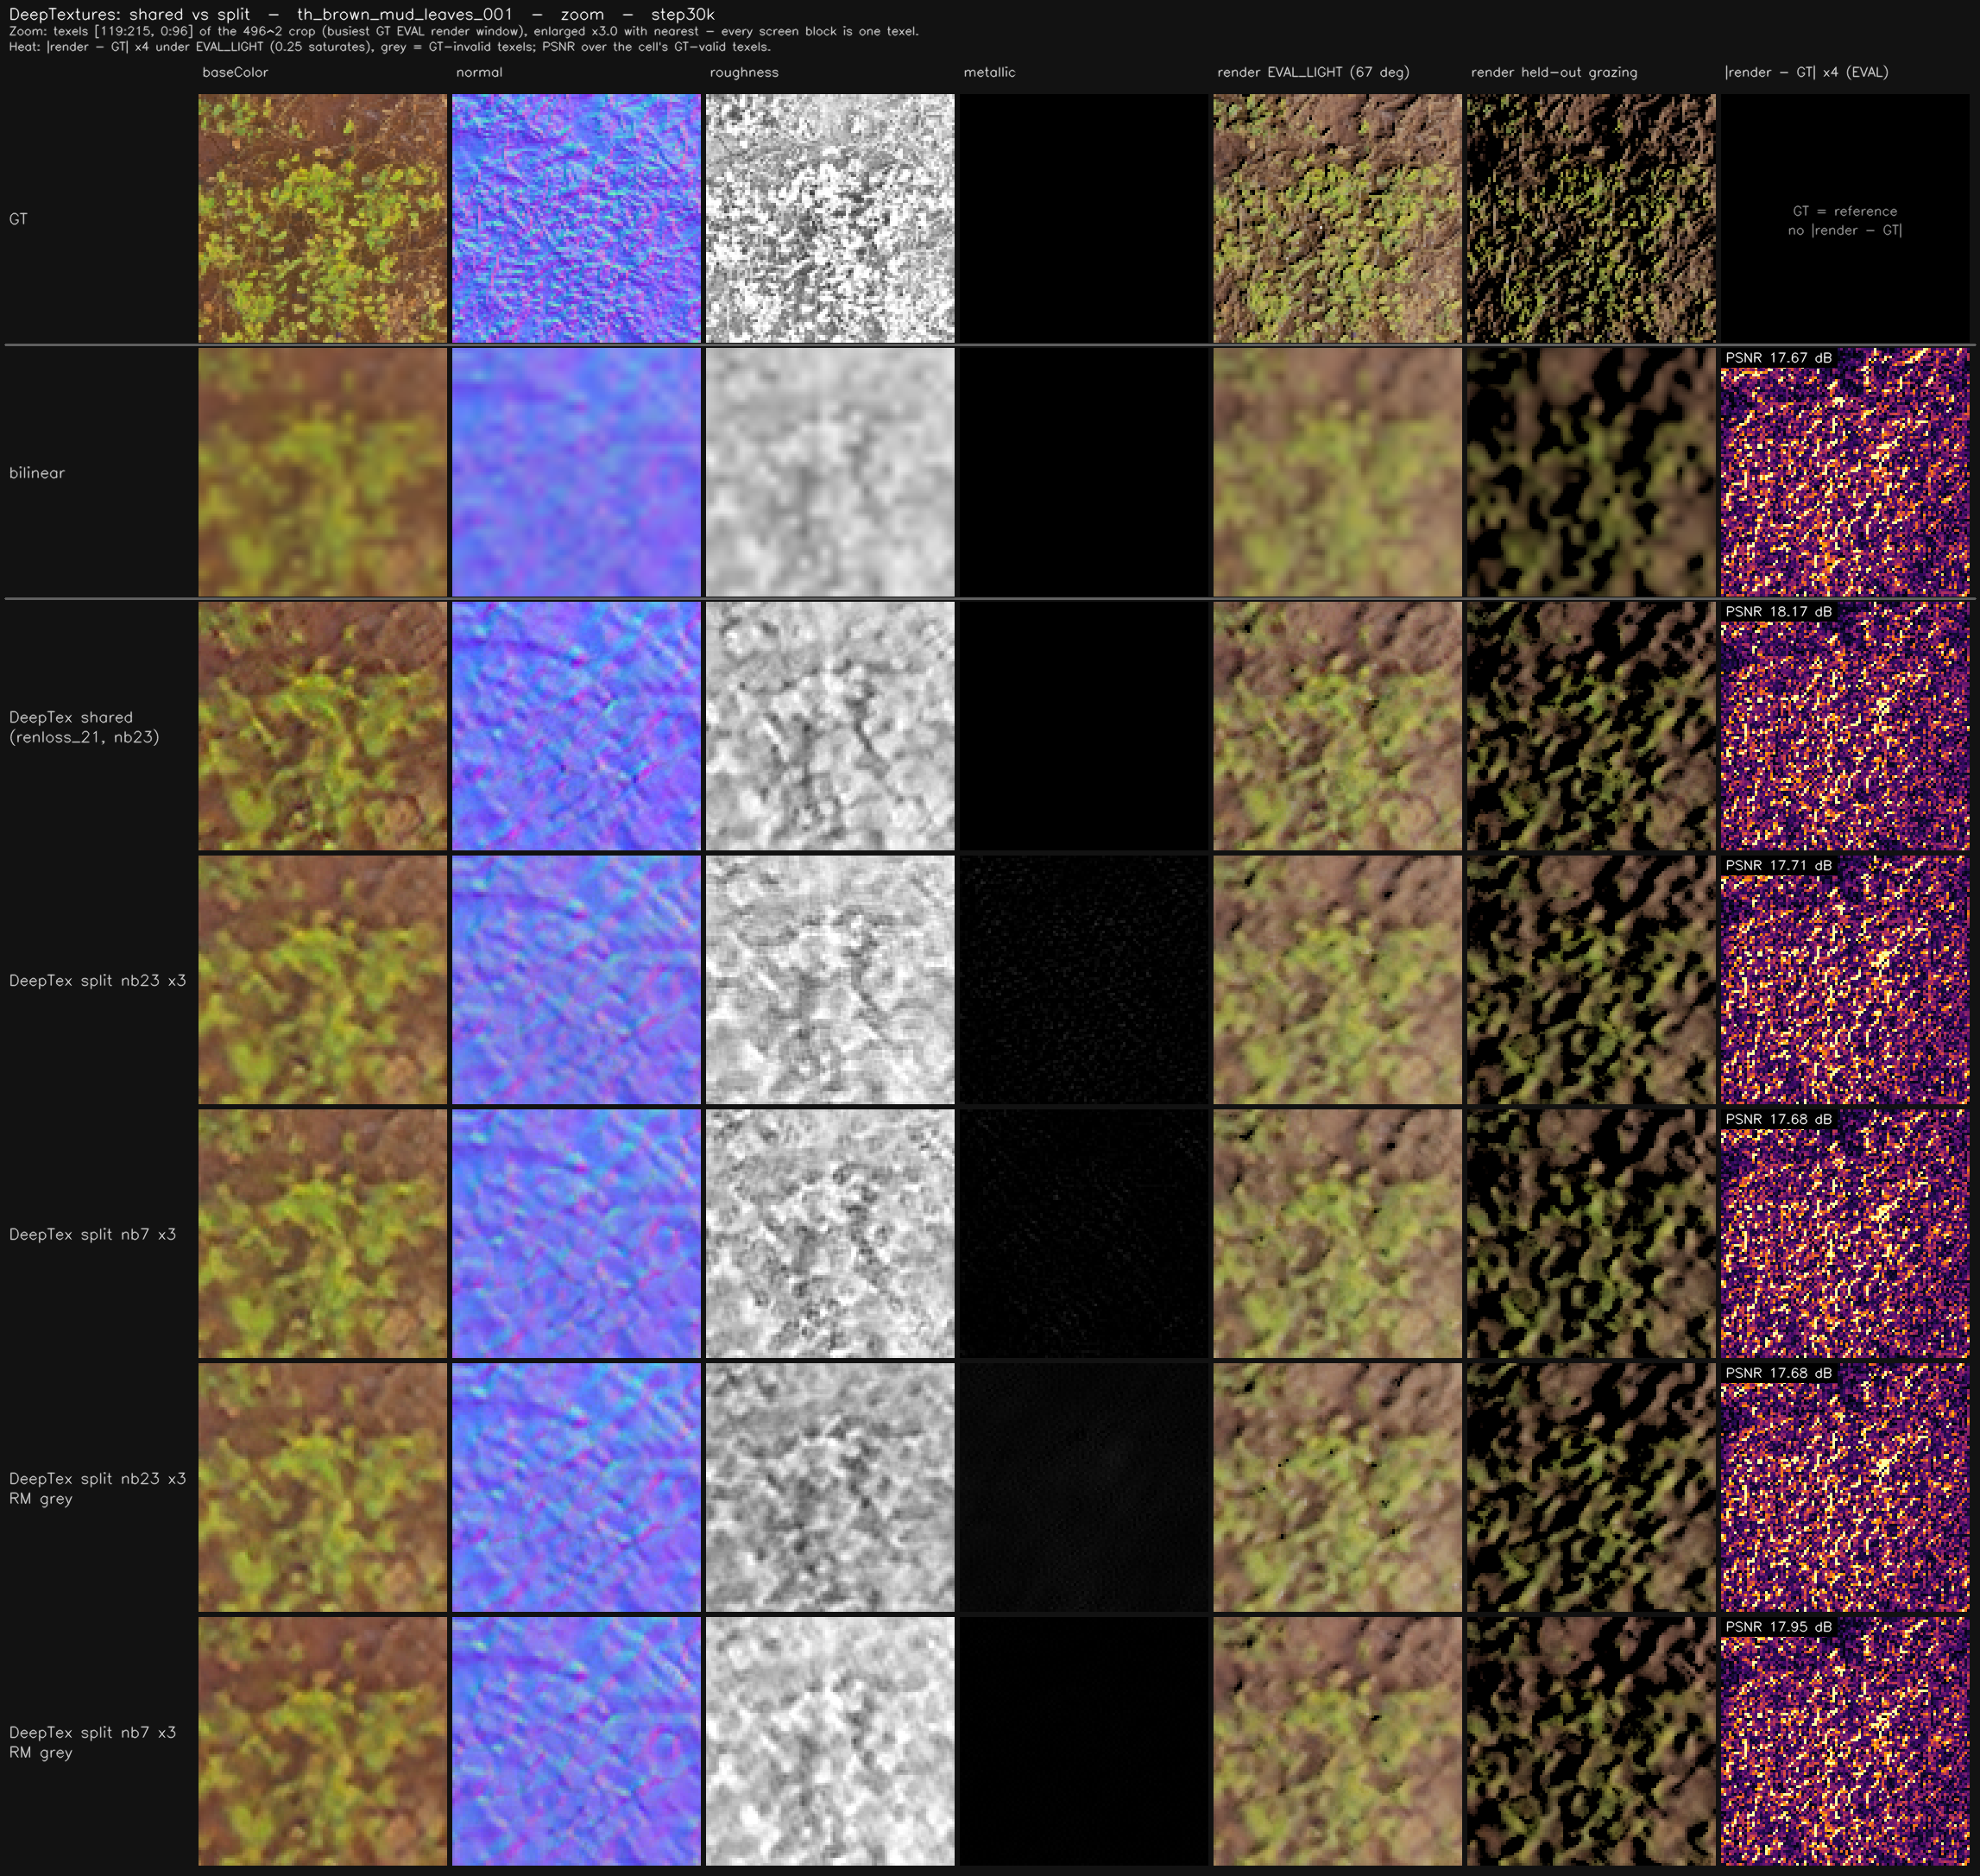 DeepTextures: shared vs split — th_brown_mud_leaves_001 — zoom — step30k
Zoom: texels [119:215, 0:96] of the 496^2 crop (busiest GT EVAL render window), enlarged x3.0 with nearest — every screen block is one texel.
Heat: |render − GT| x4 under EVAL_LIGHT (0.25 saturates), grey = GT−invalid texels; PSNR over the cell's GT−valid texels.
baseColor normal roughness metallic render EVAL_LIGHT (67 deg) render held−out grazing |render − GT| x4 (EVAL)
GT
GT = reference
no |render − GT|
bilinear
PSNR 17.67 dB
DeepTex shared
(renloss_21, nb23)
PSNR 18.17 dB
DeepTex split nb23 x3
PSNR 17.71 dB
DeepTex split nb7 x3
PSNR 17.68 dB
DeepTex split nb23 x3
RM grey
PSNR 17.68 dB
DeepTex split nb7 x3
RM grey
PSNR 17.95 dB